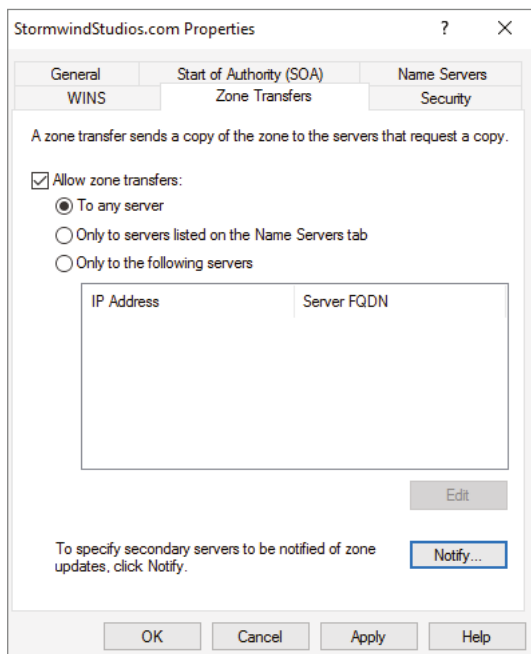 StormwindStudios.com Properties
General
Start of Authority (SOA)
Name Servers
WINS
Zone Transfers
Security
A zone transfer sends a copy of the zone to the servers that request a copy.
Allow zone transfers:
To any server
Only to servers listed on the Name Servers tab
Only to the following servers
IP Address
Server FQDN
Edit
To specify secondary servers to be notified of zone
updates, click Notify.
Notify...
OK
Cancel
Apply
Help